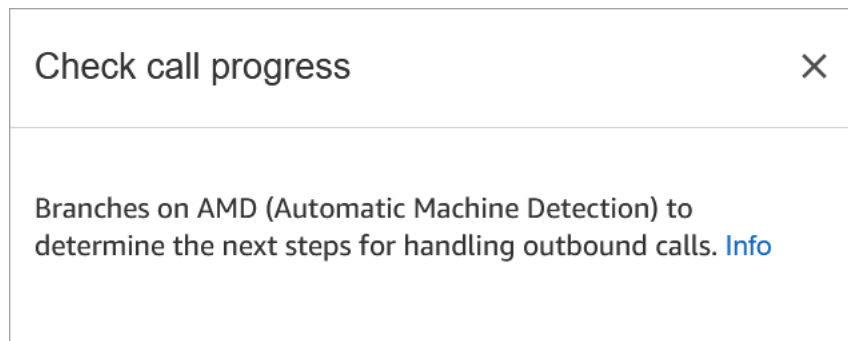 Check call progress
Branches on AMD (Automatic Machine Detection) to
determine the next steps for handling outbound calls. Info